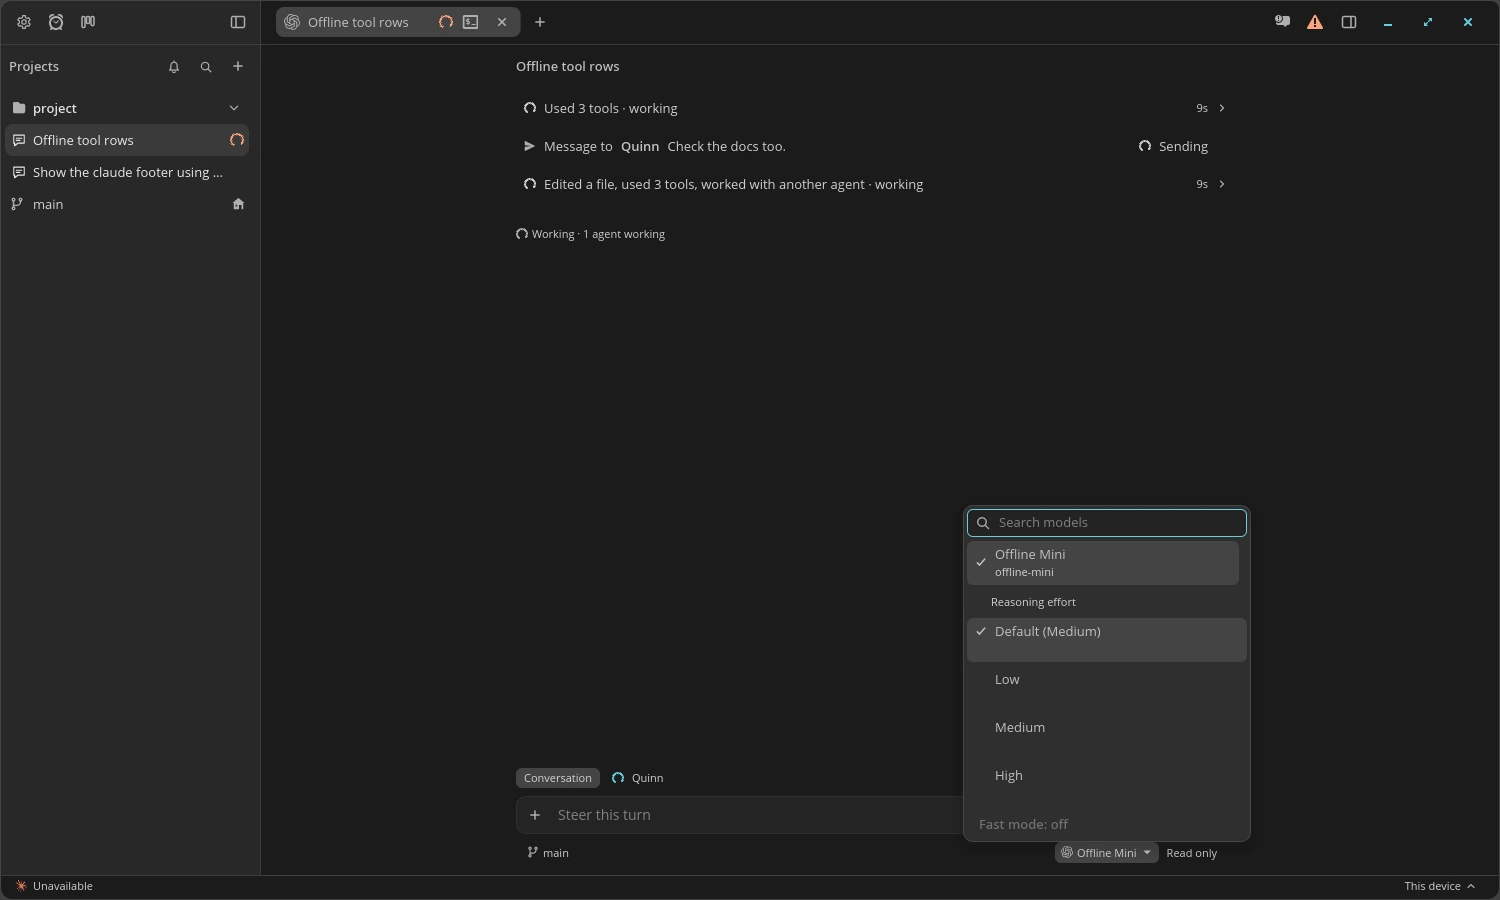 Offline tool rows
Projects
project
Offline tool rows
Show the claude footer using ...
main
Offline tool rows
Used 3 tools · working 9s
Message to Quinn Check the docs too. Sending
Edited a file, used 3 tools, worked with another agent · working 9s
Working · 1 agent working
Search models
Offline Mini
offline-mini
Reasoning effort
Default (Medium)
Low
Medium
High
Fast mode: off
Conversation Quinn
Steer this turn
main Offline Mini Read only
Unavailable This device